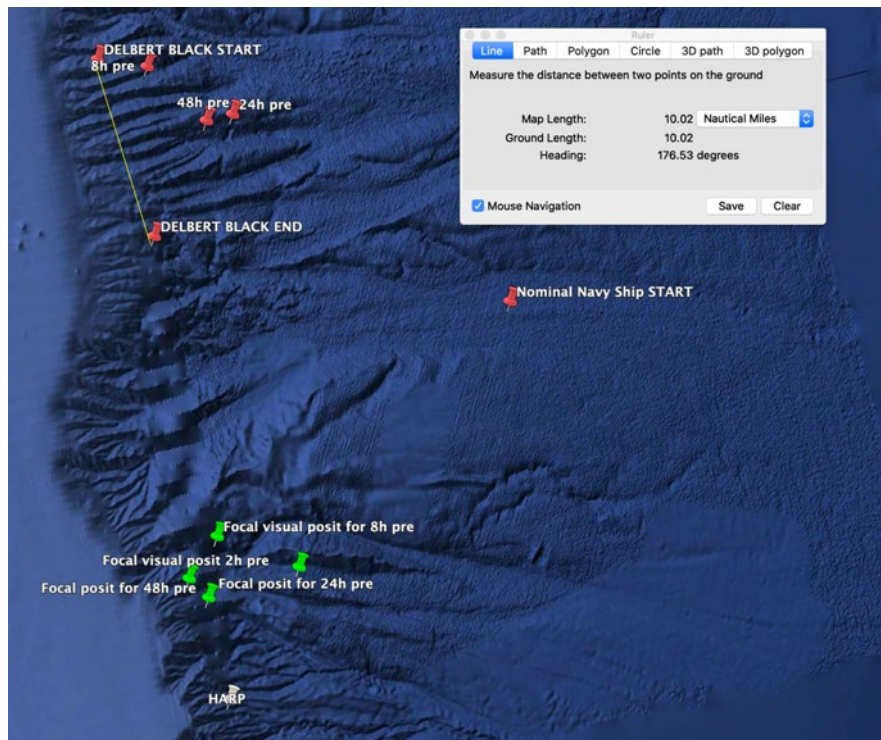 Ruler
Line Path Polygon Circle 3D path 3D polygon
Measure the distance between two points on the ground
Map Length: 10.02 Nautical Miles
Ground Length: 10.02
Heading: 176.53 degrees
Mouse Navigation Save Clear
DELBERT BLACK START
8h pre
48h pre 24h pre
DELBERT BLACK END
Nominal Navy Ship START
Focal visual posit for 8h pre
Focal visual posit 2h pre
Focal posit for 48h pre Focal posit for 24h pre
HARP